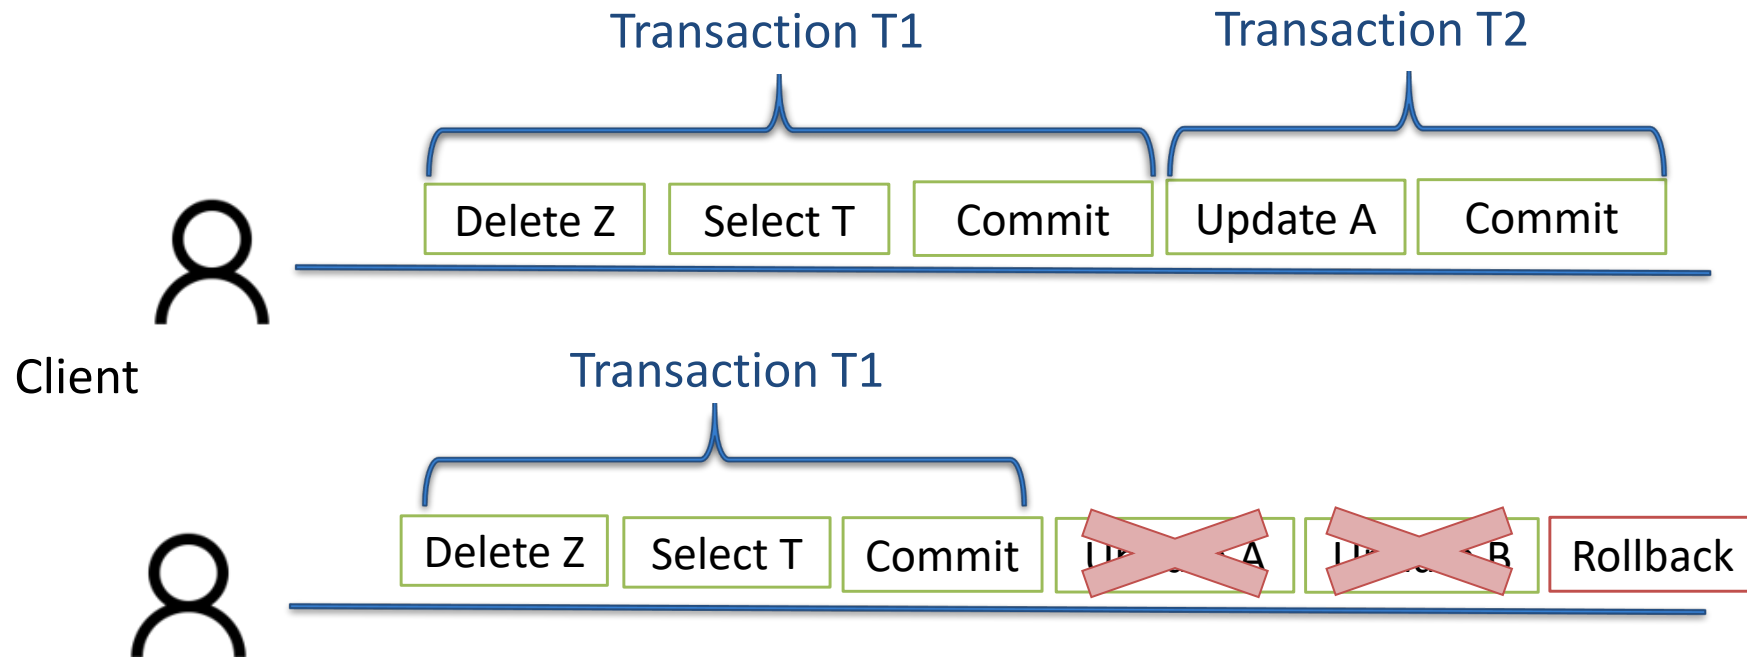 Transaction T1
Transaction T2
Delete Z
Select T
Commit
Update A
Commit
Client
Transaction T1
Delete Z
Select T
Commit
A
B
Rollback